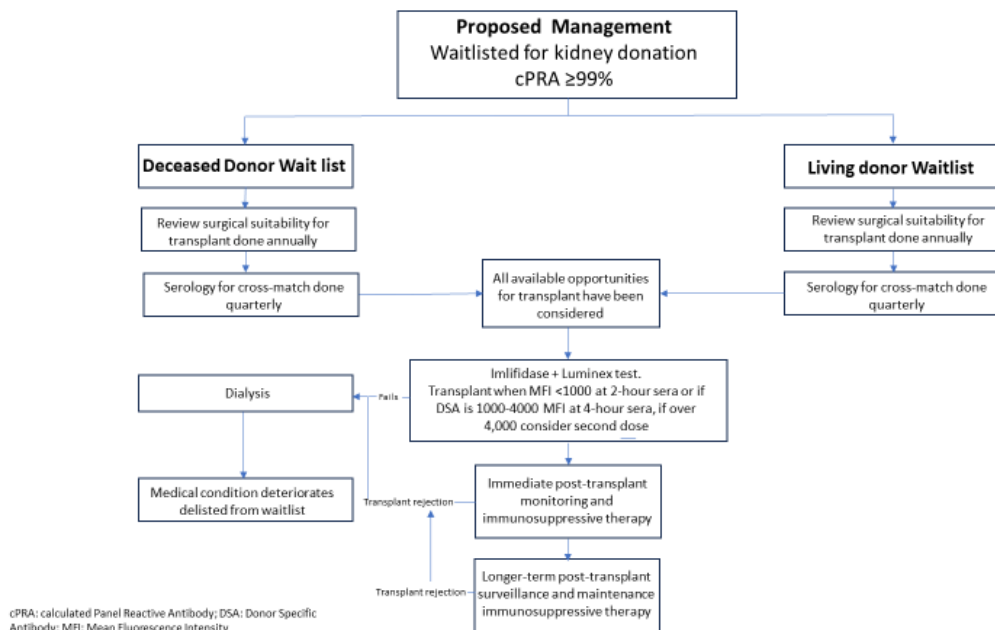 Proposed Management
Waitlisted for kidney donation
cPRA ≥99%
Deceased Donor Wait list
Living donor Waitlist
Review surgical suitability for
transplant done annually
Review surgical suitability for
transplant done annually
Serology for cross-match done
quarterly
All available opportunities
for transplant have been
considered
Serology for cross-match done
quarterly
Imlifidase + Luminex test.
Transplant when MFI <1000 at 2-hour sera or if
DSA is 1000-4000 MFI at 4-hour sera, if over
4,000 consider second dose
Fails
Dialysis
Medical condition deteriorates
delisted from waitlist
Transplant rejection
Immediate post-transplant
monitoring and
immunosuppressive therapy
Transplant rejection
Longer-term post-transplant
surveillance and maintenance
immunosuppressive therapy
cPRA: calculated Panel Reactive Antibody; DSA: Donor Specific
Antibody; MFI: Mean Fluorescence Intensity